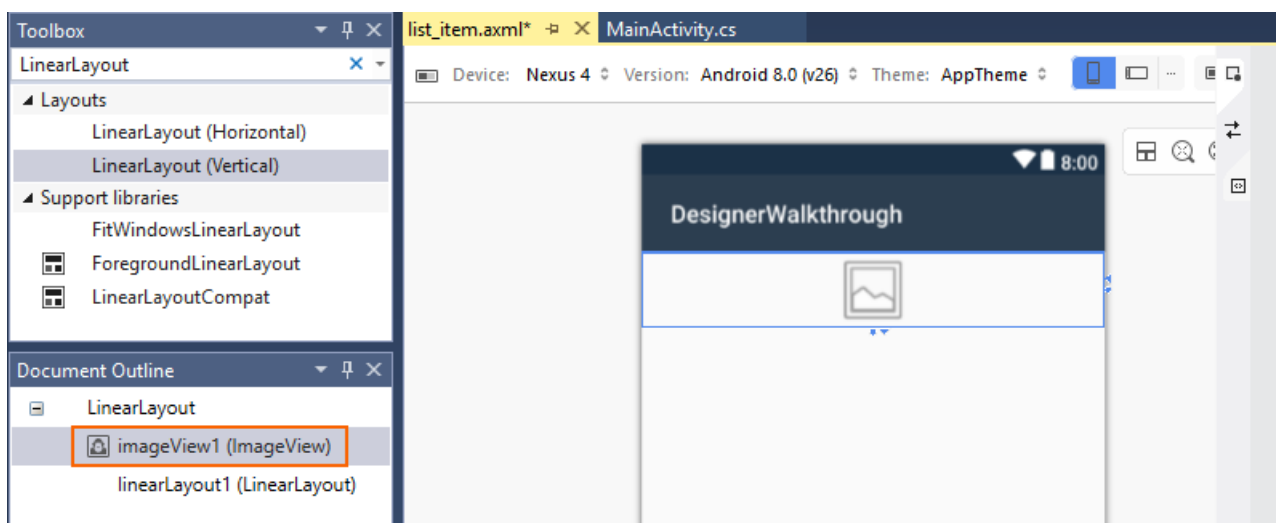 Toolbox
LinearLayout
Layouts
LinearLayout (Horizontal)
LinearLayout (Vertical)
Support libraries
FitWindowsLinearLayout
ForegroundLinearLayout
LinearLayoutCompat
Document Outline
LinearLayout
imageView1 (ImageView)
linearLayout1 (LinearLayout)
list_item.axml* MainActivity.cs
Device: Nexus 4 Version: Android 8.0 (v26) Theme: AppTheme ...
8:00
DesignerWalkthrough